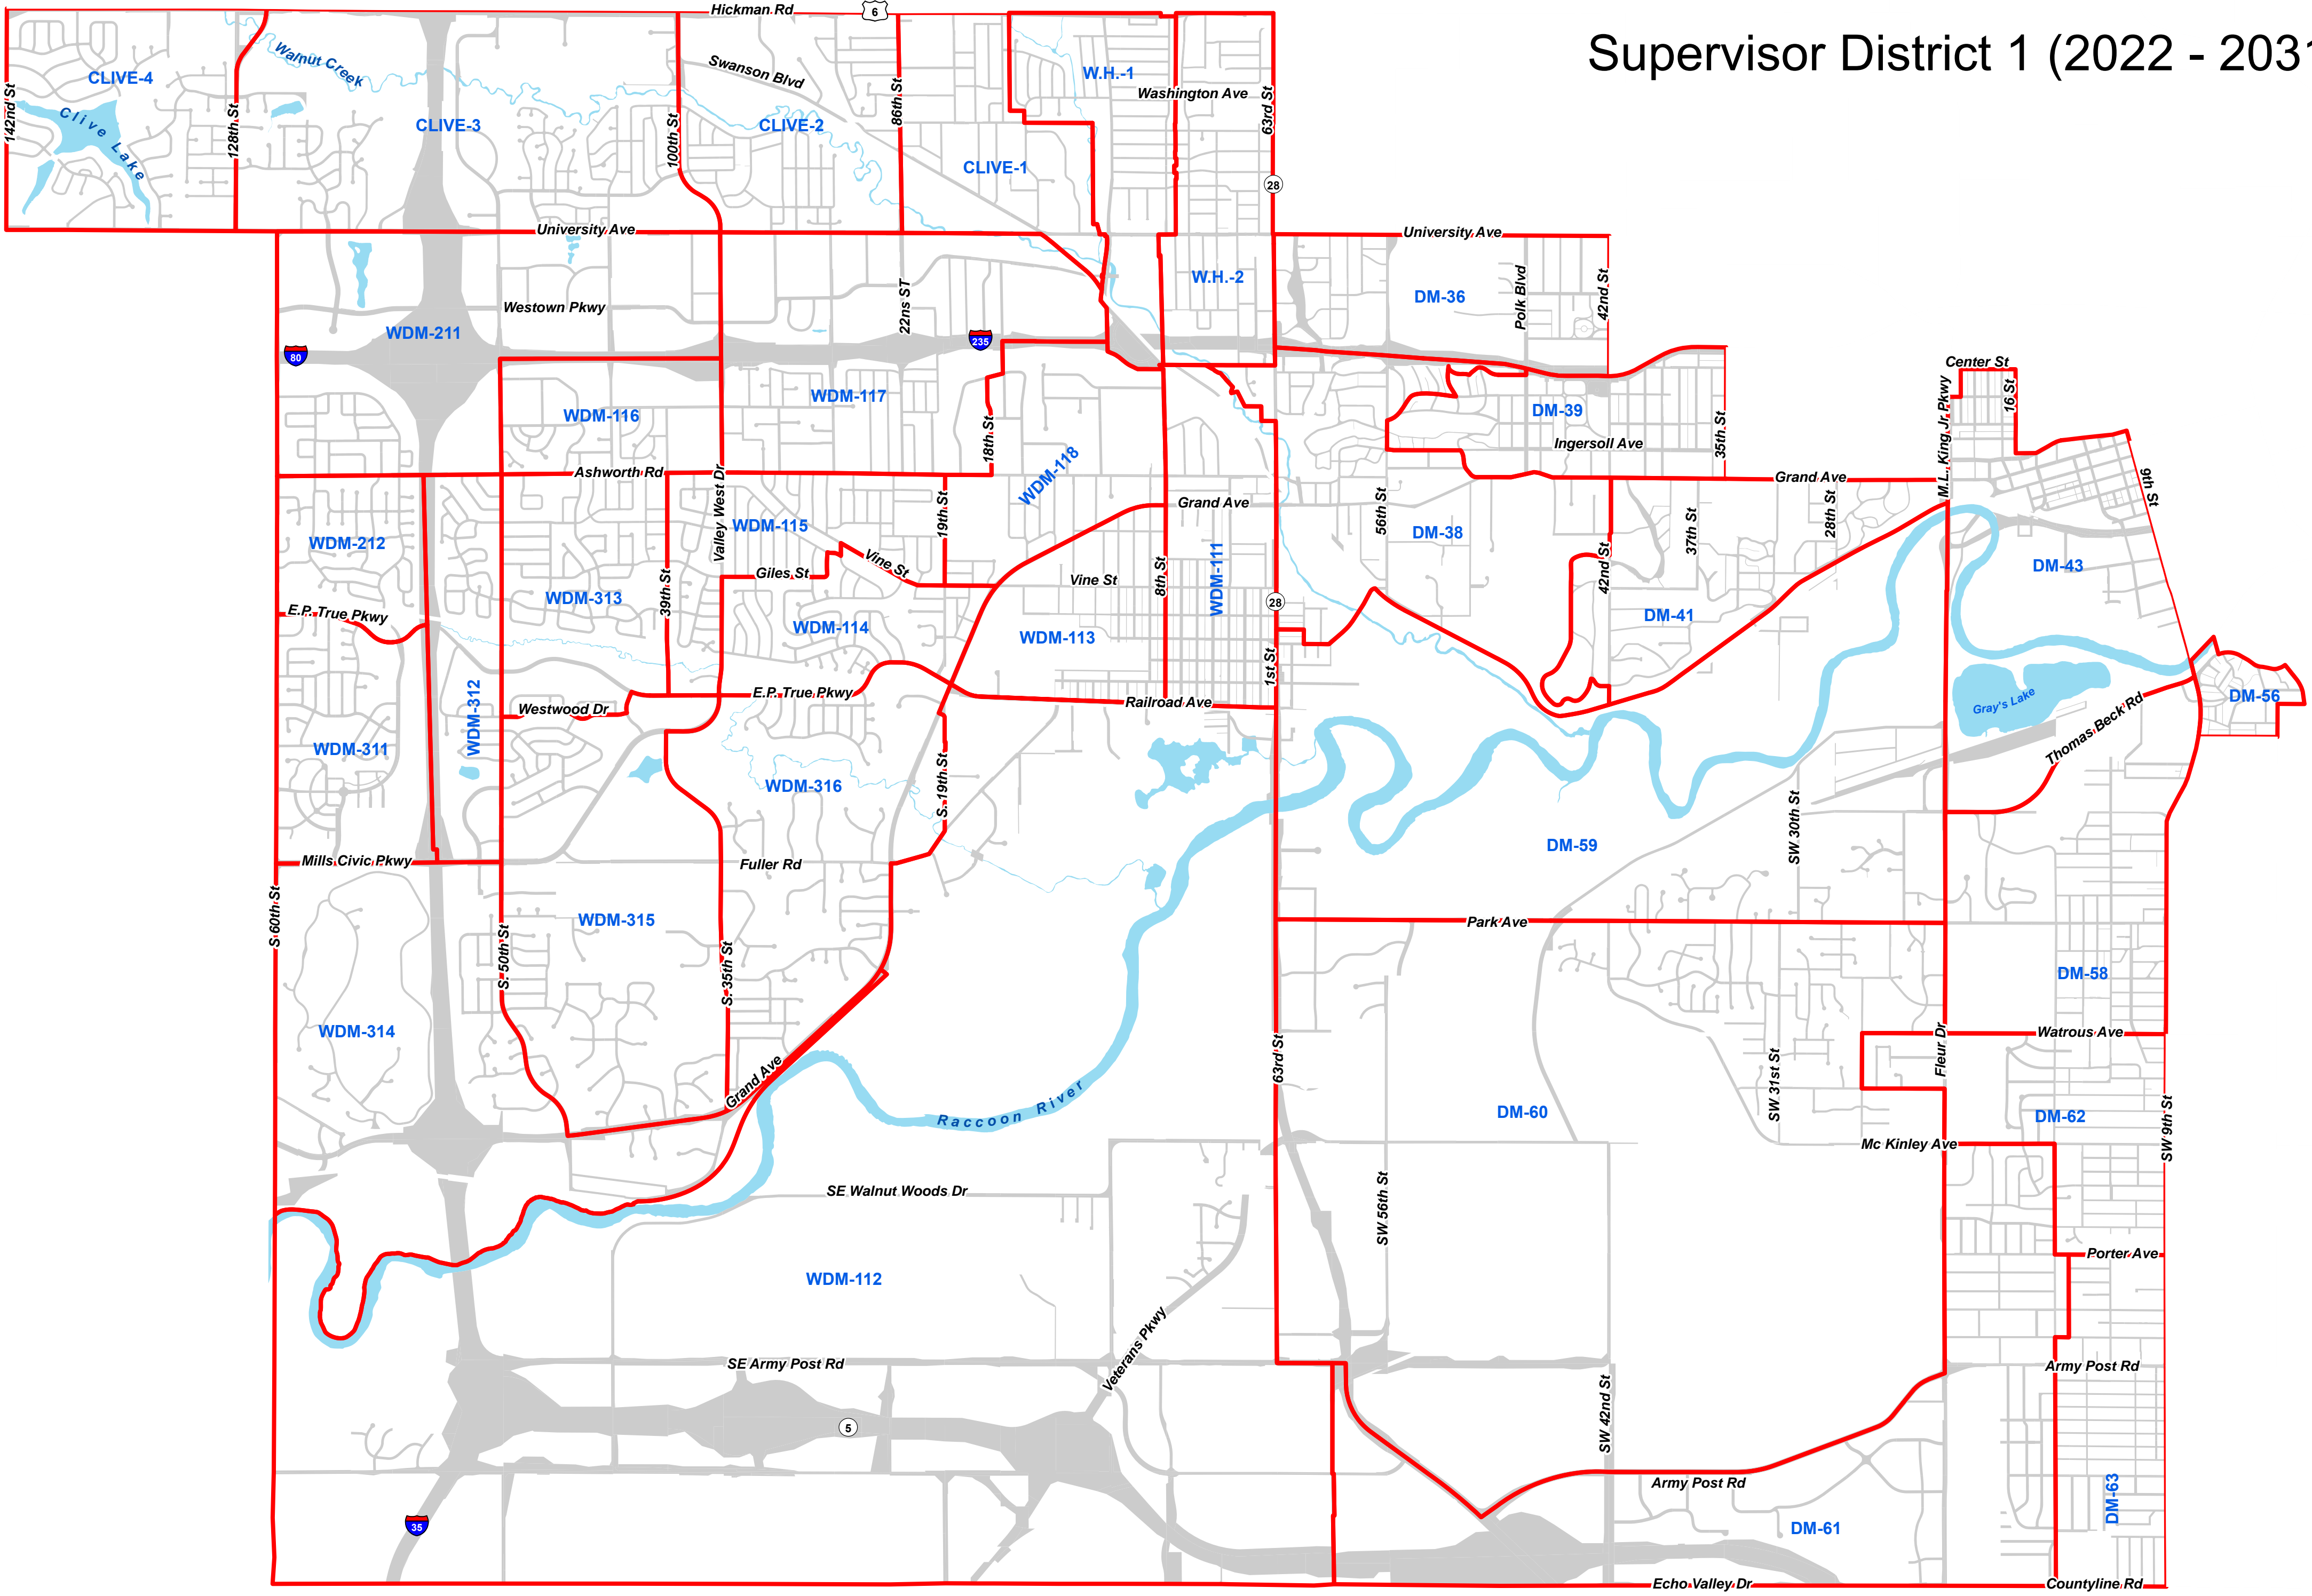 Supervisor District 1 (2022 - 2031
Hickman Rd
6
CLIVE-4
Walnut Creek
Swanson Blvd
W.H.-1
Washington Ave
142nd St
Clive Lake
128th St
CLIVE-3
100th St
CLIVE-2
86th St
CLIVE-1
63rd St
28
University Ave
University Ave
W.H.-2
DM-36
Polk Blvd
42nd St
22ns ST
Westown Pkwy
WDM-211
80
235
Center St
M.L. King Jr. Pkwy
16 St
WDM-117
WDM-116
18th St
DM-39
Ingersoll Ave
35th St
Ashworth Rd
Valley West Dr
WDM-118
Grand Ave
9th St
Grand Ave
56th St
28th St
WDM-115
19th St
WDM-212
DM-38
37th St
42nd St
Vine St
Giles St
Vine St
8th St
WDM-111
DM-43
39th St
WDM-313
28
E.P. True Pkwy
WDM-114
WDM-113
DM-41
1st St
E.P. True Pkwy
Railroad Ave
Westwood Dr
WDM-312
Gray's Lake
DM-56
Thomas Beck Rd
WDM-311
WDM-316
S. 19th St
SW 30th St
DM-59
Mills Civic Pkwy
Fuller Rd
S 60th St
WDM-315
Park Ave
S. 50th St
S. 35th St
DM-58
WDM-314
Watrous Ave
Fleur Dr
63rd St
SW 31st St
Grand Ave
Raccoon River
DM-60
DM-62
SW 9th St
Mc Kinley Ave
SE Walnut Woods Dr
SW 56th St
Porter Ave
WDM-112
Veterans Pkwy
SE Army Post Rd
Army Post Rd
SW 42nd St
5
Army Post Rd
DM-63
35
DM-61
Echo Valley Dr
Countyline Rd